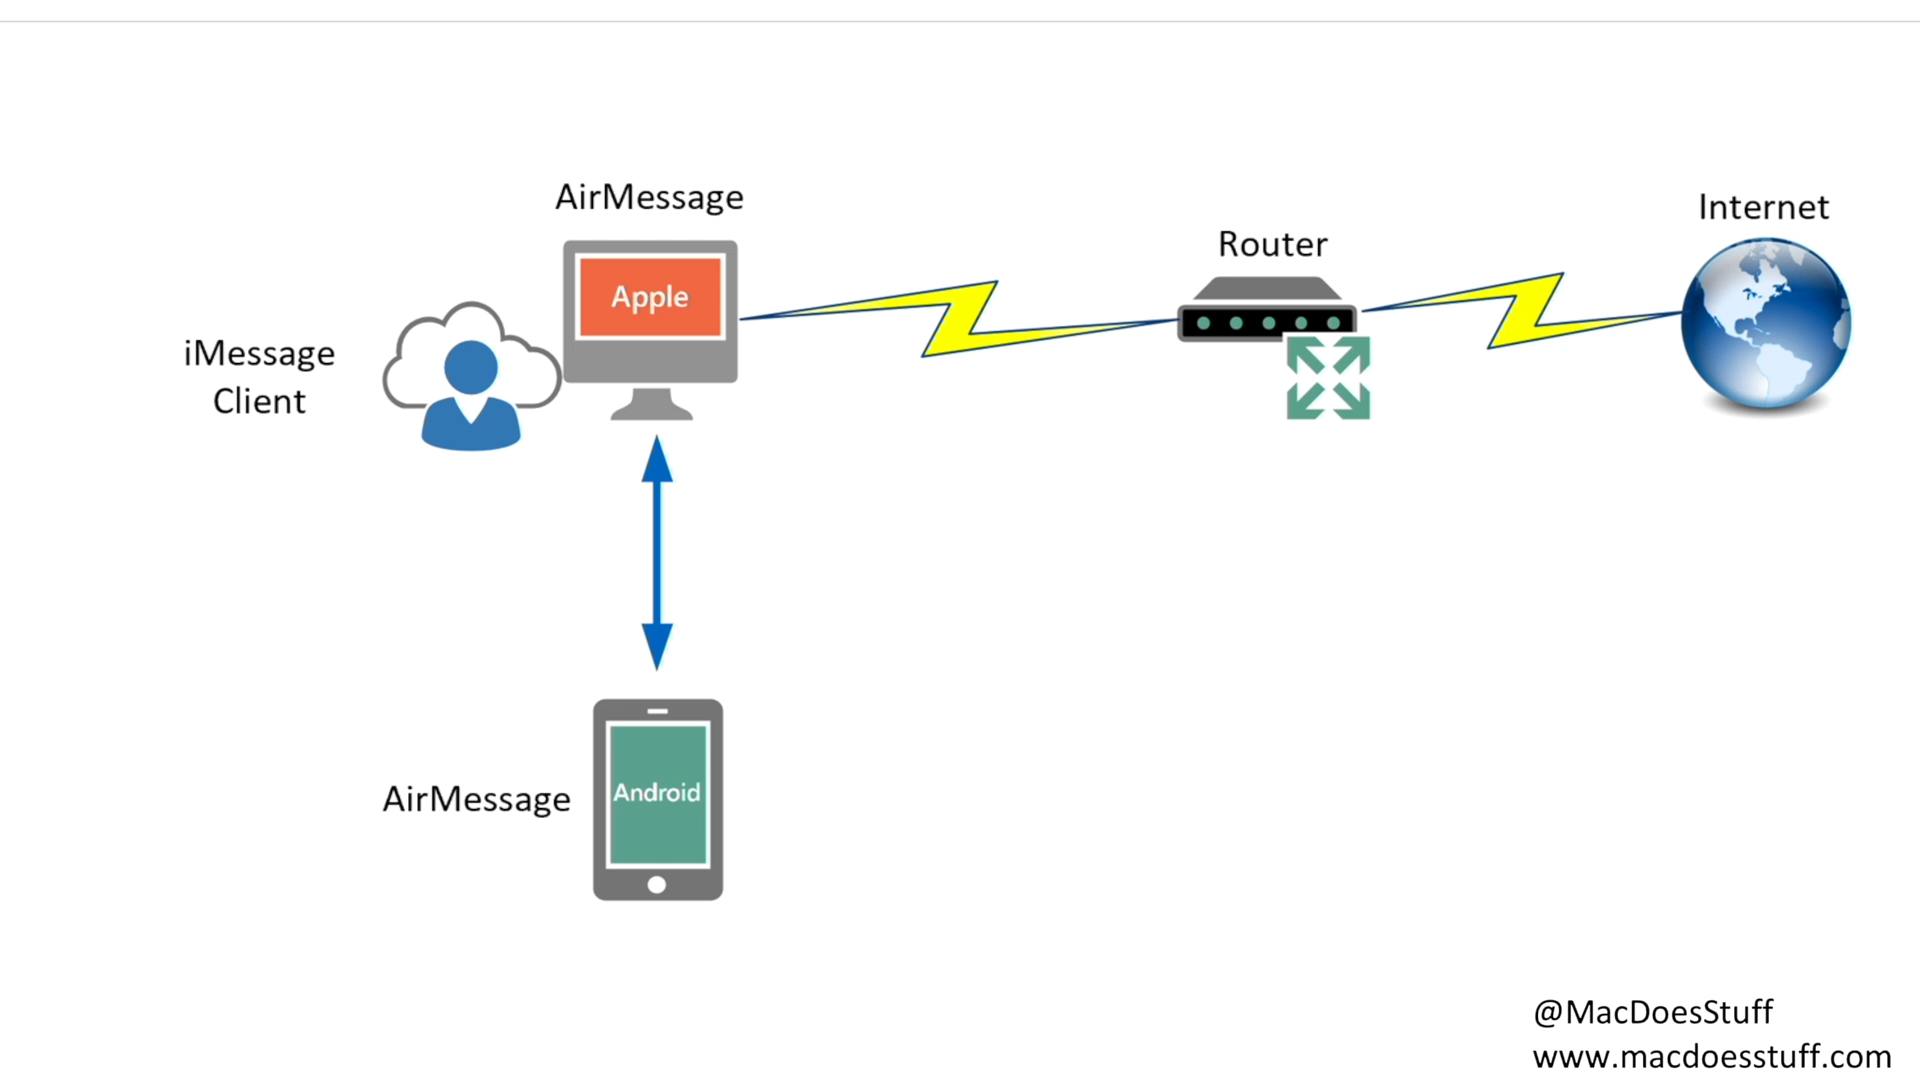 AirMessage
Internet
Router
Apple
iMessage
Client
Android
AirMessage
@MacDoesStuff
www.macdoesstuff.com